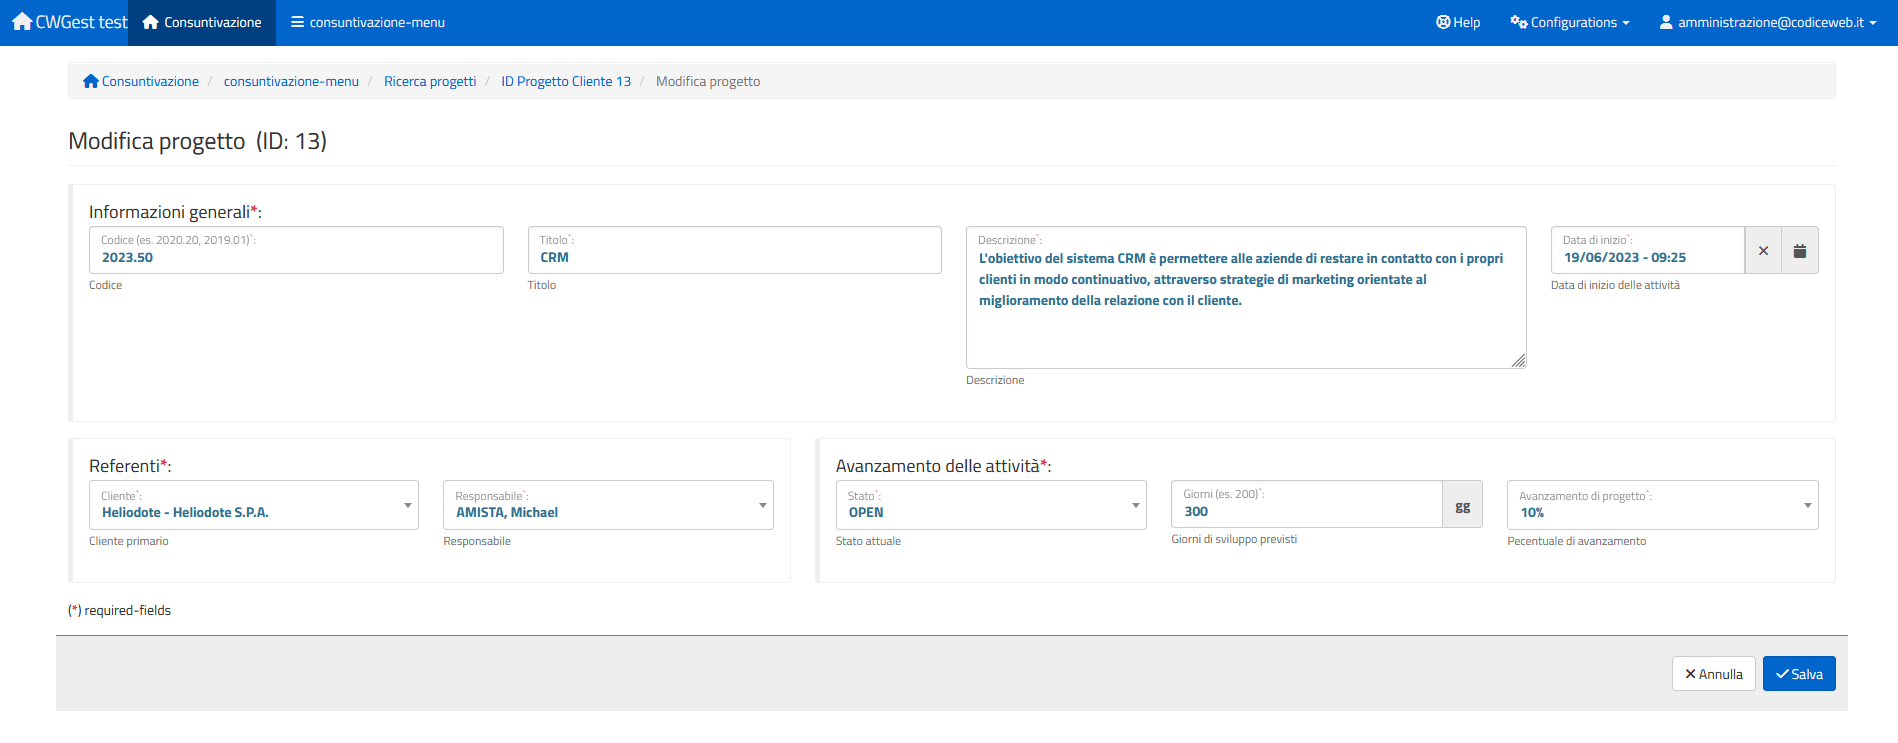 CWGest test Consuntivazione consuntivazione-menu Help Configurations amministrazione@codiceweb.it
Consuntivazione / consuntivazione-menu / Ricerca progetti / ID Progetto Cliente 13 / Modifica progetto
Modifica progetto (ID: 13)
Informazioni generali*:
Codice (es. 2020.20, 2019.01)*:
2023.50
Codice
Titolo*:
CRM
Titolo
Descrizione*:
L'obiettivo del sistema CRM è permettere alle aziende di restare in contatto con i propri
clienti in modo continuativo, attraverso strategie di marketing orientate al
miglioramento della relazione con il cliente.
Descrizione
Data di inizio*:
19/06/2023 - 09:25
Data di inizio delle attività
Referenti*:
Cliente*:
Heliodote - Heliodote S.P.A.
Cliente primario
Responsabile*:
AMISTA, Michael
Responsabile
Avanzamento delle attività*:
Stato*:
OPEN
Stato attuale
Giorni (es. 200)*:
300
gg
Giorni di sviluppo previsti
Avanzamento di progetto*:
10%
Pecentuale di avanzamento
(*) required-fields
Annulla
Salva